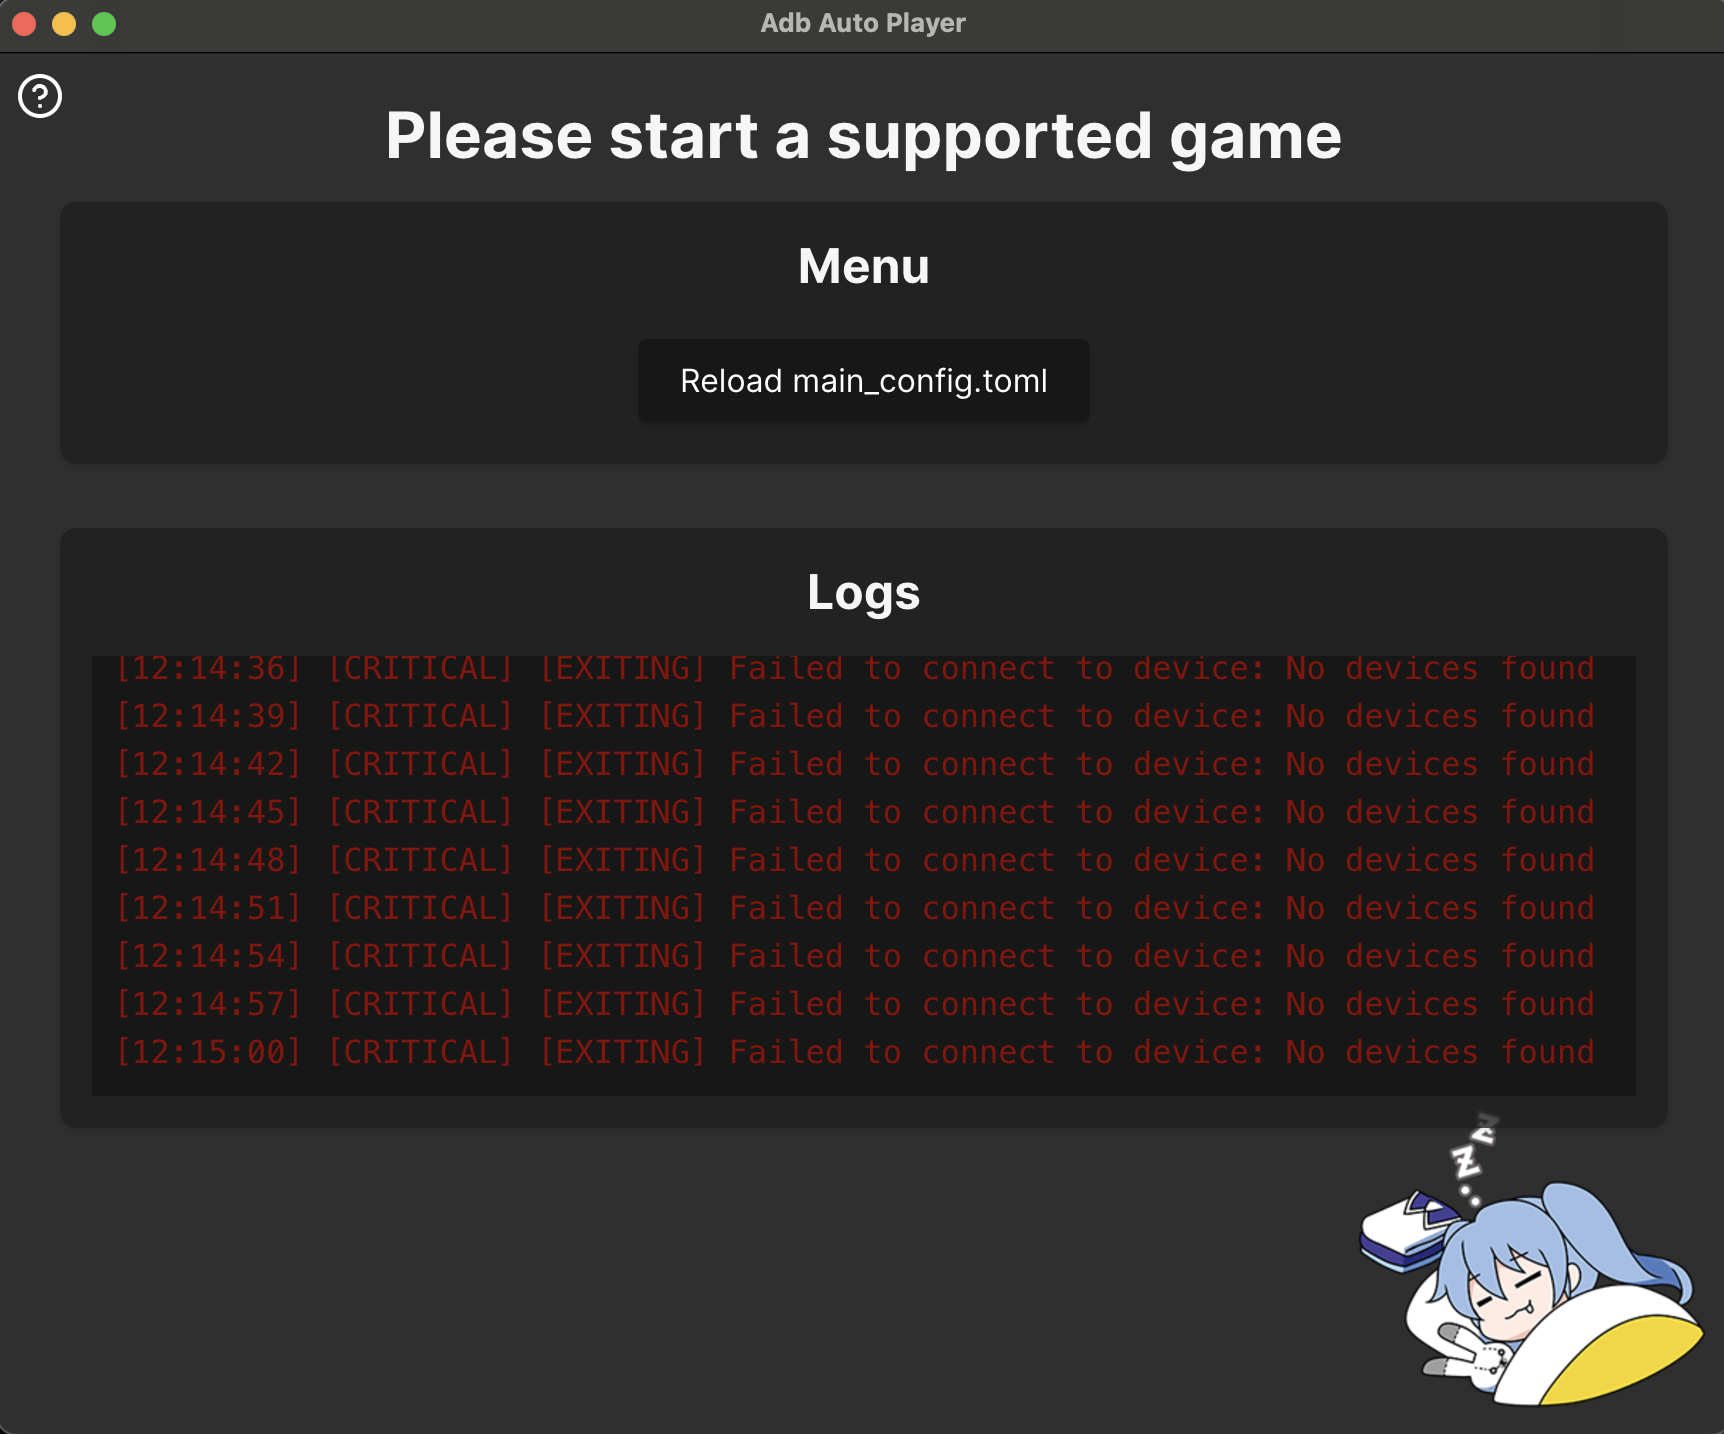 Adb Auto Player
?
Please start a supported game
Menu
Reload main_config.toml
Logs
[12:14:36] [CRITICAL] [EXITING] Failed to connect to device: No devices found
[12:14:39] [CRITICAL] [EXITING] Failed to connect to device: No devices found
[12:14:42] [CRITICAL] [EXITING] Failed to connect to device: No devices found
[12:14:45] [CRITICAL] [EXITING] Failed to connect to device: No devices found
[12:14:48] [CRITICAL] [EXITING] Failed to connect to device: No devices found
[12:14:51] [CRITICAL] [EXITING] Failed to connect to device: No devices found
[12:14:54] [CRITICAL] [EXITING] Failed to connect to device: No devices found
[12:14:57] [CRITICAL] [EXITING] Failed to connect to device: No devices found
[12:15:00] [CRITICAL] [EXITING] Failed to connect to device: No devices found
z
z
z